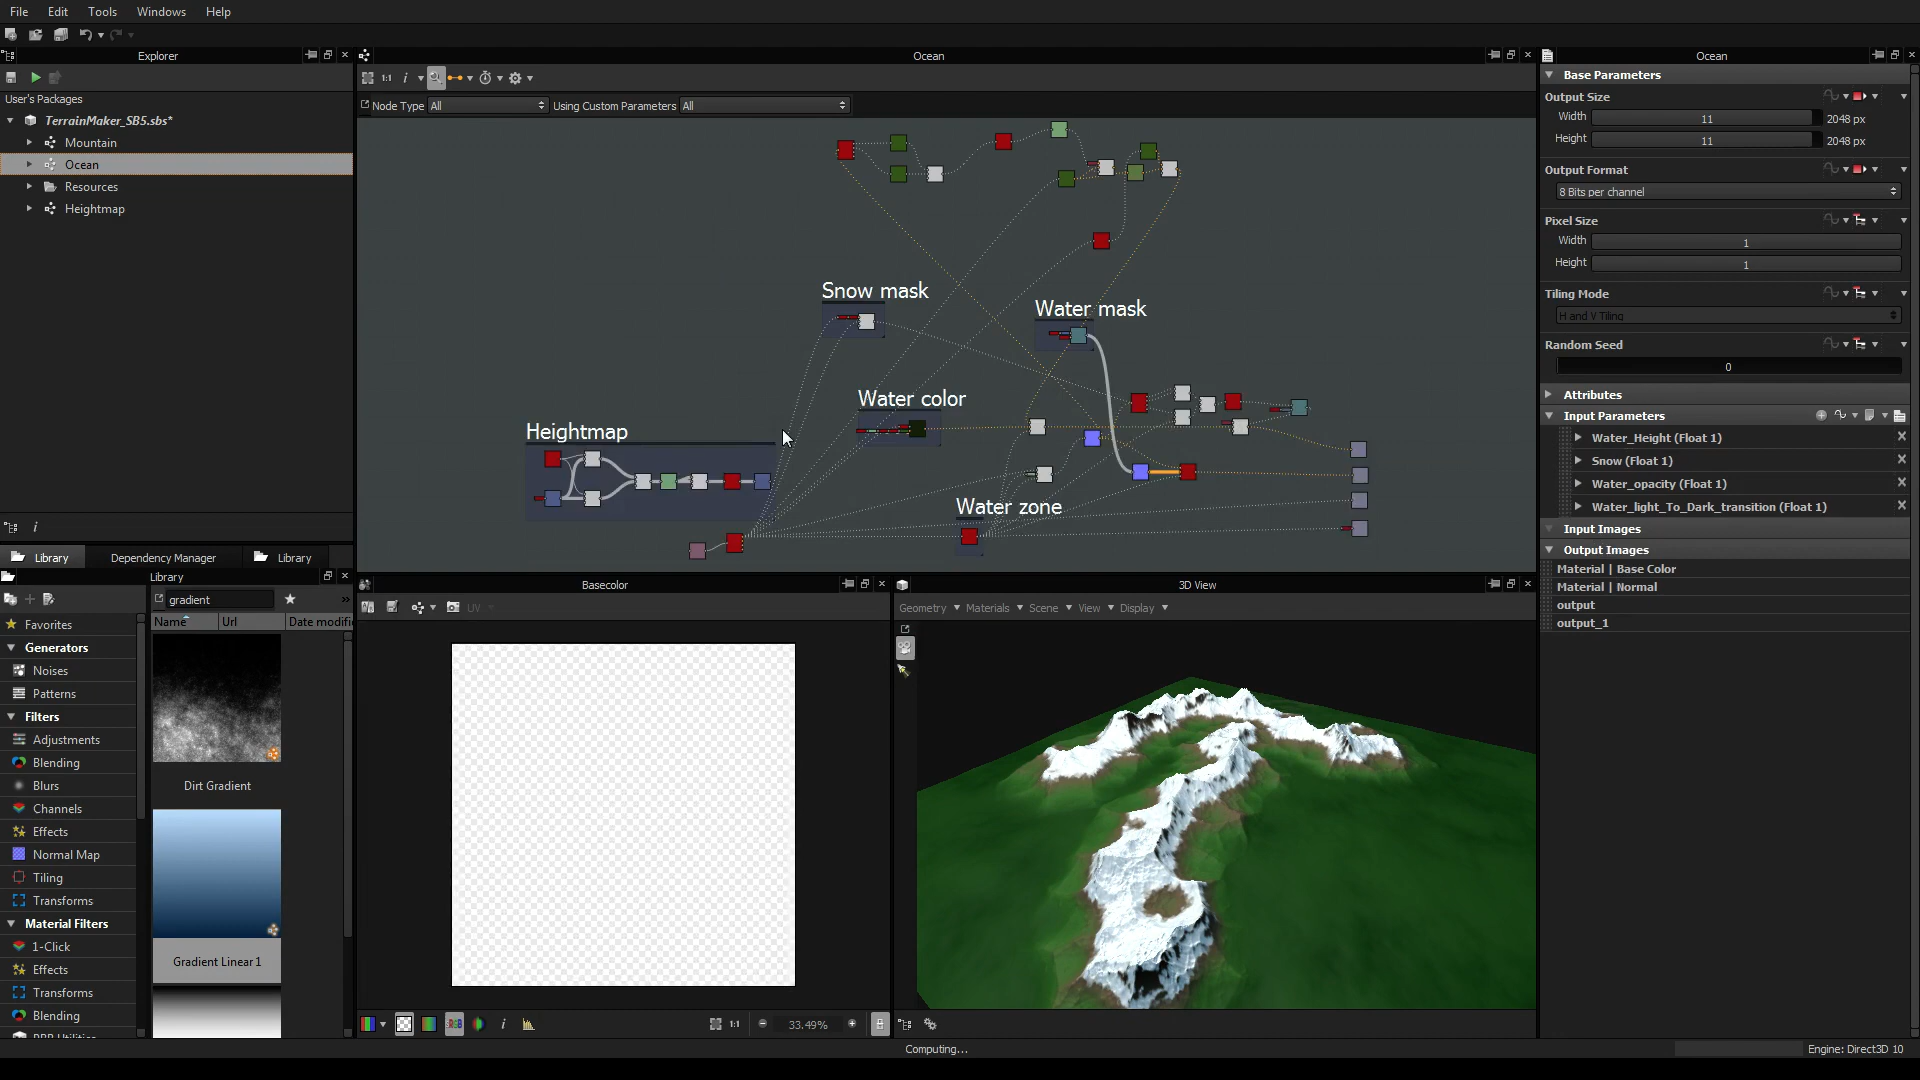 File Edit Tools Windows Help
Explorer
User's Packages
TerrainMaker_SB5.sbs*
Mountain
Ocean
Resources
Heightmap
Ocean
1:1
Node Type All Using Custom Parameters All
Snow mask
Water mask
Water color
Heightmap
Water zone
Ocean
Base Parameters
Output Size
Width 11 2048 px
Height 11 2048 px
Output Format
8 Bits per channel
Pixel Size
Width 1
Height 1
Tiling Mode
H and V Tiling
Random Seed
0
Attributes
Input Parameters
Water_Height (Float 1)
Snow (Float 1)
Water_opacity (Float 1)
Water_light_To_Dark_transition (Float 1)
Input Images
Output Images
Material | Base Color
Material | Normal
output
output_1
Library Dependency Manager Library
Library
gradient
Name Url Date modifi
Favorites
Generators
Noises
Patterns
Filters
Adjustments
Blending
Blurs
Channels
Effects
Normal Map
Tiling
Transforms
Material Filters
1-Click
Effects
Transforms
Blending
Dirt Gradient
Gradient Linear 1
Basecolor
UV
1:1 33.49%
3D View
Geometry Materials Scene View Display
Computing...
Engine: Direct3D 10